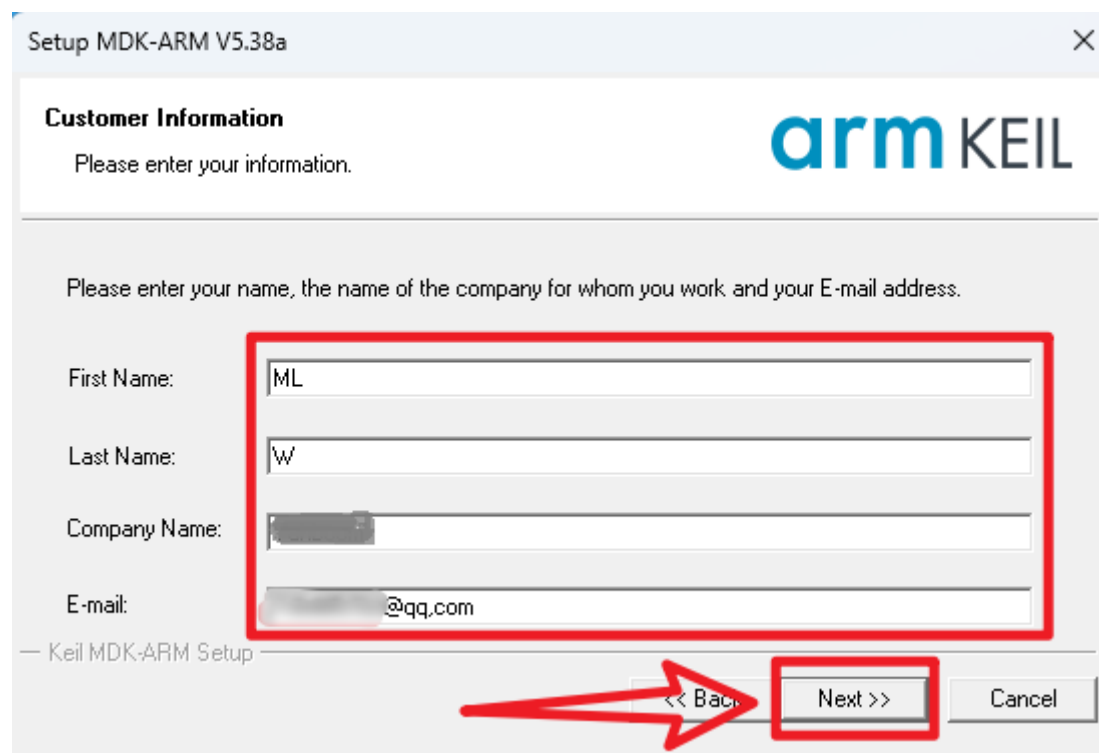 Setup MDK-ARM V5.38a
Customer Information
arm KEIL
Please enter your information.
Please enter your name, the name of the company for whom you work and your E-mail address.
First Name: ML
Last Name: W
Company Name:
E-mail: @qq,com
Keil MDK-ARM Setup
<< Back Next >> Cancel